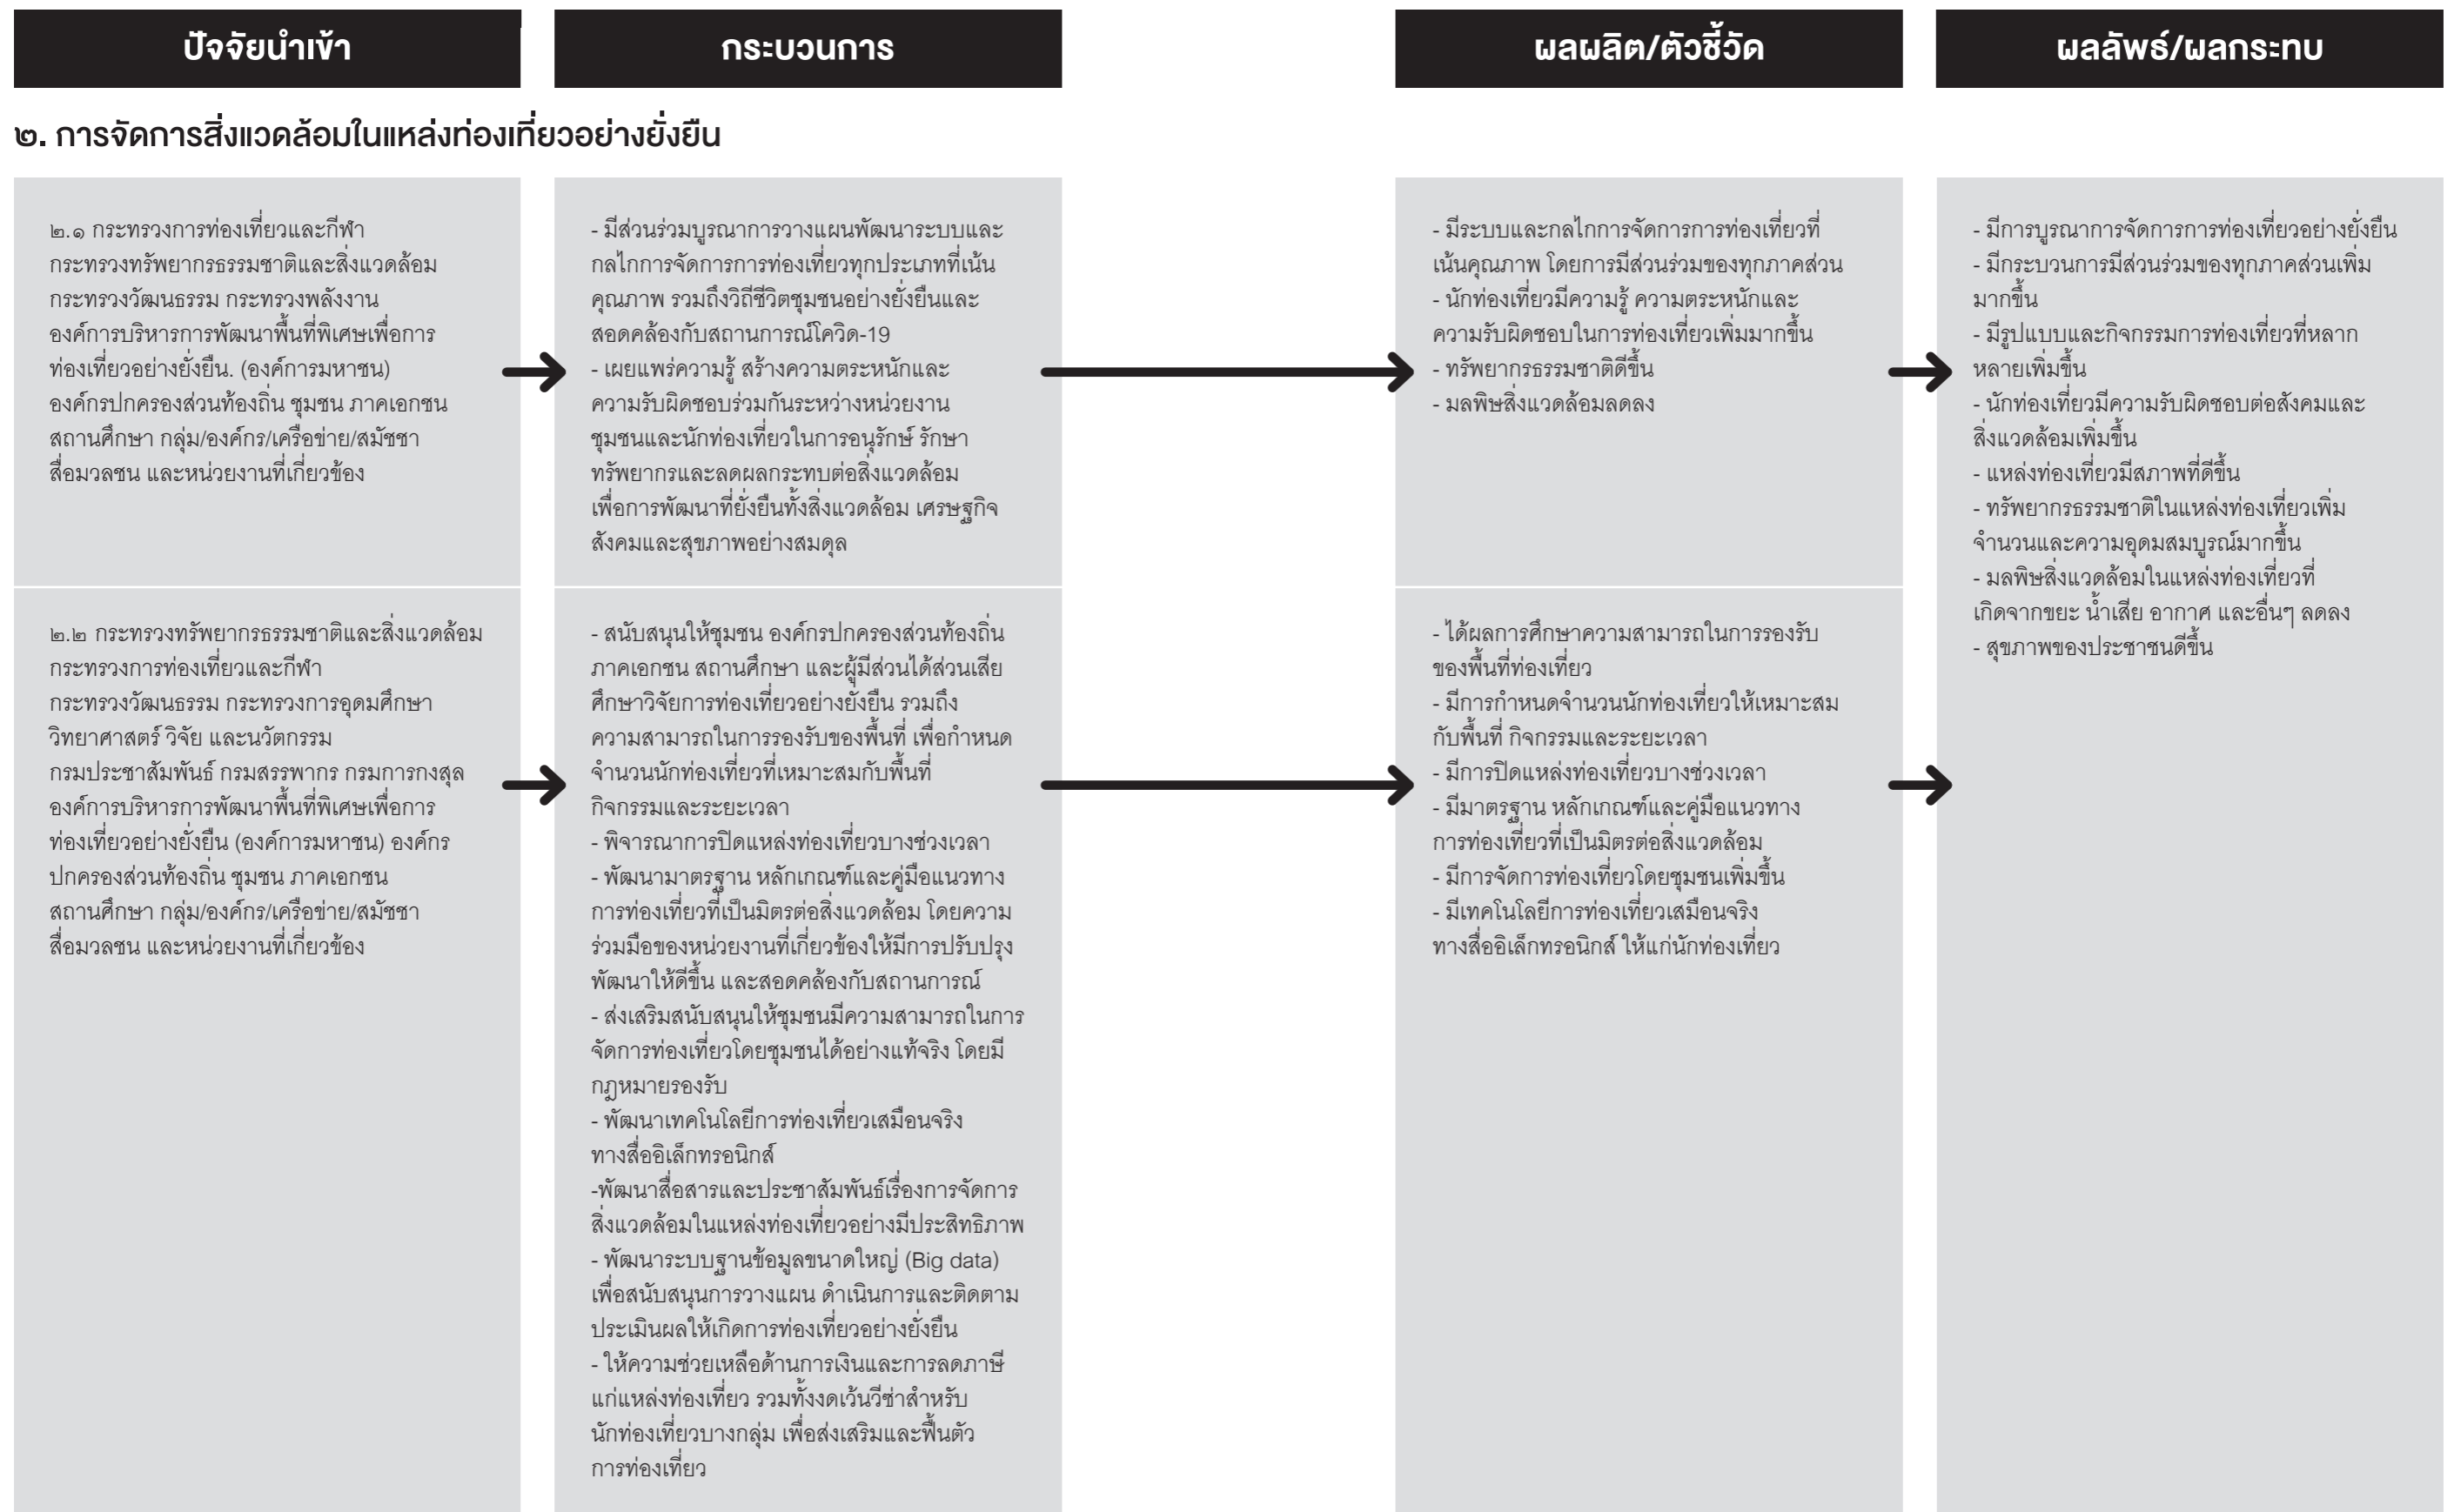 ปัจจัยนำเข้า
กระบวนการ
ผลผลิต/ตัวชี้วัด
ผลลัพธ์/ผลกระทบ
๒. การจัดการสิ่งแวดล้อมในแหล่งท่องเที่ยวอย่างยั่งยืน
๒.๑ กระทรวงการท่องเที่ยวและกีฬา
กระทรวงทรัพยากรธรรมชาติและสิ่งแวดล้อม
กระทรวงวัฒนธรรม กระทรวงพลังงาน
องค์การบริหารการพัฒนาพื้นที่พิเศษเพื่อการ
ท่องเที่ยวอย่างยั่งยืน. (องค์การมหาชน)
องค์กรปกครองส่วนท้องถิ่น ชุมชน ภาคเอกชน
สถานศึกษา กลุ่ม/องค์กร/เครือข่าย/สมัชชา
สื่อมวลชน และหน่วยงานที่เกี่ยวข้อง
- มีส่วนร่วมบูรณาการวางแผนพัฒนาระบบและ
กลไกการจัดการการท่องเที่ยวทุกประเภทที่เน้น
คุณภาพ รวมถึงวิถีชีวิตชุมชนอย่างยั่งยืนและ
สอดคล้องกับสถานการณ์โควิด-19
- เผยแพร่ความรู้ สร้างความตระหนักและ
ความรับผิดชอบร่วมกันระหว่างหน่วยงาน
ชุมชนและนักท่องเที่ยวในการอนุรักษ์ รักษา
ทรัพยากรและลดผลกระทบต่อสิ่งแวดล้อม
เพื่อการพัฒนาที่ยั่งยืนทั้งสิ่งแวดล้อม เศรษฐกิจ
สังคมและสุขภาพอย่างสมดุล
- มีระบบและกลไกการจัดการการท่องเที่ยวที่
เน้นคุณภาพ โดยการมีส่วนร่วมของทุกภาคส่วน
- นักท่องเที่ยวมีความรู้ ความตระหนักและ
ความรับผิดชอบในการท่องเที่ยวเพิ่มมากขึ้น
- ทรัพยากรธรรมชาติดีขึ้น
- มลพิษสิ่งแวดล้อมลดลง
- มีการบูรณาการจัดการการท่องเที่ยวอย่างยั่งยืน
- มีกระบวนการมีส่วนร่วมของทุกภาคส่วนเพิ่ม
มากขึ้น
- มีรูปแบบและกิจกรรมการท่องเที่ยวที่หลาก
หลายเพิ่มขึ้น
- นักท่องเที่ยวมีความรับผิดชอบต่อสังคมและ
สิ่งแวดล้อมเพิ่มขึ้น
- แหล่งท่องเที่ยวมีสภาพที่ดีขึ้น
- ทรัพยากรธรรมชาติในแหล่งท่องเที่ยวเพิ่ม
จำนวนและความอุดมสมบูรณ์มากขึ้น
- มลพิษสิ่งแวดล้อมในแหล่งท่องเที่ยวที่
เกิดจากขยะ น้ำเสีย อากาศ และอื่นๆ ลดลง
- สุขภาพของประชาชนดีขึ้น
๒.๒ กระทรวงทรัพยากรธรรมชาติและสิ่งแวดล้อม
กระทรวงการท่องเที่ยวและกีฬา
กระทรวงวัฒนธรรม กระทรวงการอุดมศึกษา
วิทยาศาสตร์ วิจัย และนวัตกรรม
กรมประชาสัมพันธ์ กรมสรรพากร กรมการกงสุล
องค์การบริหารการพัฒนาพื้นที่พิเศษเพื่อการ
ท่องเที่ยวอย่างยั่งยืน (องค์การมหาชน) องค์กร
ปกครองส่วนท้องถิ่น ชุมชน ภาคเอกชน
สถานศึกษา กลุ่ม/องค์กร/เครือข่าย/สมัชชา
สื่อมวลชน และหน่วยงานที่เกี่ยวข้อง
- สนับสนุนให้ชุมชน องค์กรปกครองส่วนท้องถิ่น
ภาคเอกชน สถานศึกษา และผู้มีส่วนได้ส่วนเสีย
ศึกษาวิจัยการท่องเที่ยวอย่างยั่งยืน รวมถึง
ความสามารถในการรองรับของพื้นที่ เพื่อกำหนด
จำนวนนักท่องเที่ยวที่เหมาะสมกับพื้นที่
กิจกรรมและระยะเวลา
- พิจารณาการปิดแหล่งท่องเที่ยวบางช่วงเวลา
- พัฒนามาตรฐาน หลักเกณฑ์และคู่มือแนวทาง
การท่องเที่ยวที่เป็นมิตรต่อสิ่งแวดล้อม โดยความ
ร่วมมือของหน่วยงานที่เกี่ยวข้องให้มีการปรับปรุง
พัฒนาให้ดีขึ้น และสอดคล้องกับสถานการณ์
- ส่งเสริมสนับสนุนให้ชุมชนมีความสามารถในการ
จัดการท่องเที่ยวโดยชุมชนได้อย่างแท้จริง โดยมี
กฎหมายรองรับ
- พัฒนาเทคโนโลยีการท่องเที่ยวเสมือนจริง
ทางสื่ออิเล็กทรอนิกส์
-พัฒนาสื่อสารและประชาสัมพันธ์เรื่องการจัดการ
สิ่งแวดล้อมในแหล่งท่องเที่ยวอย่างมีประสิทธิภาพ
- พัฒนาระบบฐานข้อมูลขนาดใหญ่ (Big data)
เพื่อสนับสนุนการวางแผน ดำเนินการและติดตาม
ประเมินผลให้เกิดการท่องเที่ยวอย่างยั่งยืน
- ให้ความช่วยเหลือด้านการเงินและการลดภาษี
แก่แหล่งท่องเที่ยว รวมทั้งงดเว้นวีซ่าสำหรับ
นักท่องเที่ยวบางกลุ่ม เพื่อส่งเสริมและฟื้นตัว
การท่องเที่ยว
- ได้ผลการศึกษาความสามารถในการรองรับ
ของพื้นที่ท่องเที่ยว
- มีการกำหนดจำนวนนักท่องเที่ยวให้เหมาะสม
กับพื้นที่ กิจกรรมและระยะเวลา
- มีการปิดแหล่งท่องเที่ยวบางช่วงเวลา
- มีมาตรฐาน หลักเกณฑ์และคู่มือแนวทาง
การท่องเที่ยวที่เป็นมิตรต่อสิ่งแวดล้อม
- มีการจัดการท่องเที่ยวโดยชุมชนเพิ่มขึ้น
- มีเทคโนโลยีการท่องเที่ยวเสมือนจริง
ทางสื่ออิเล็กทรอนิกส์ ให้แก่นักท่องเที่ยว